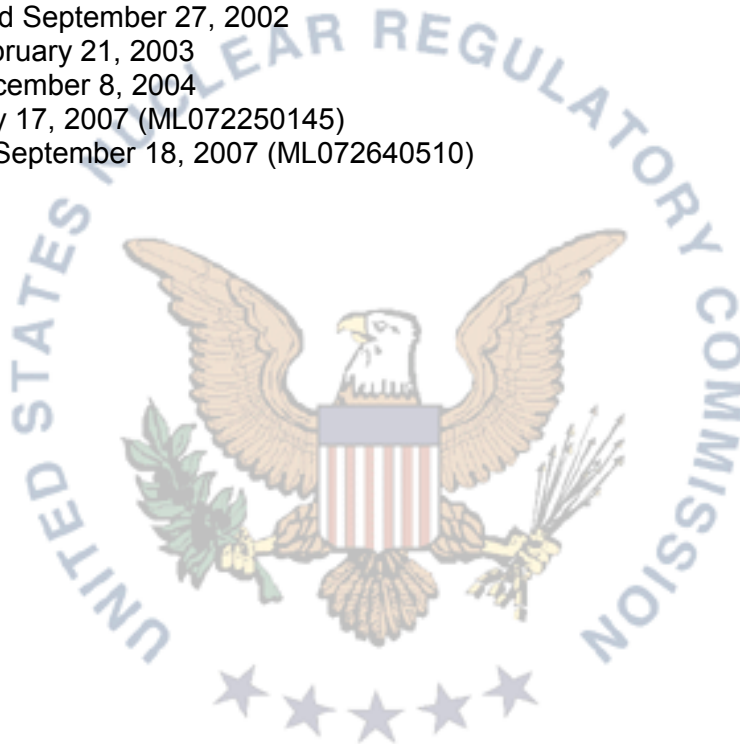 d September 27, 2002
ruary 21, 2003
cember 8, 2004
y 17, 2007 (ML072250145)
September 18, 2007 (ML072640510)
UNITED STATES NUCLEAR REGULATORY COMMISSION